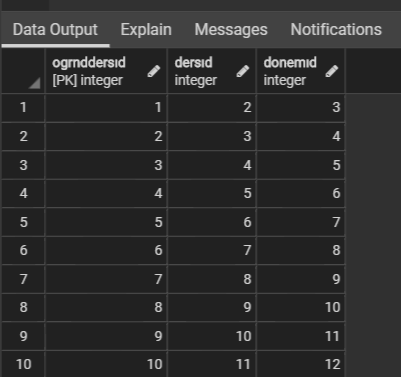 Data Output Explain Messages Notifications
ogrnddersıd dersıd donemıd
[PK] integer integer integer
1 1 2 3
2 2 3 4
3 3 4 5
4 4 5 6
5 5 6 7
6 6 7 8
7 7 8 9
8 8 9 10
9 9 10 11
10 10 11 12